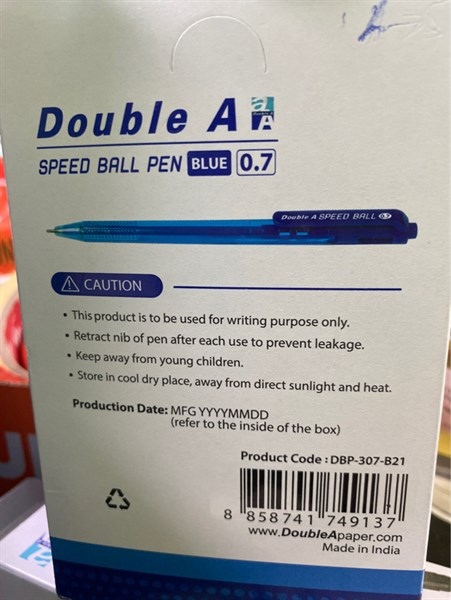 Double A
a
A
SPEED BALL PEN BLUE 0.7
Double A SPEED BALL 0.7
CAUTION
• This product is to be used for writing purpose only.
• Retract nib of pen after each use to prevent leakage.
• Keep away from young children.
• Store in cool dry place, away from direct sunlight and heat.
Production Date: MFG YYYYMMDD
(refer to the inside of the box)
Product Code : DBP-307-B21
8 858741 749137
www.DoubleApaper.com
Made in India